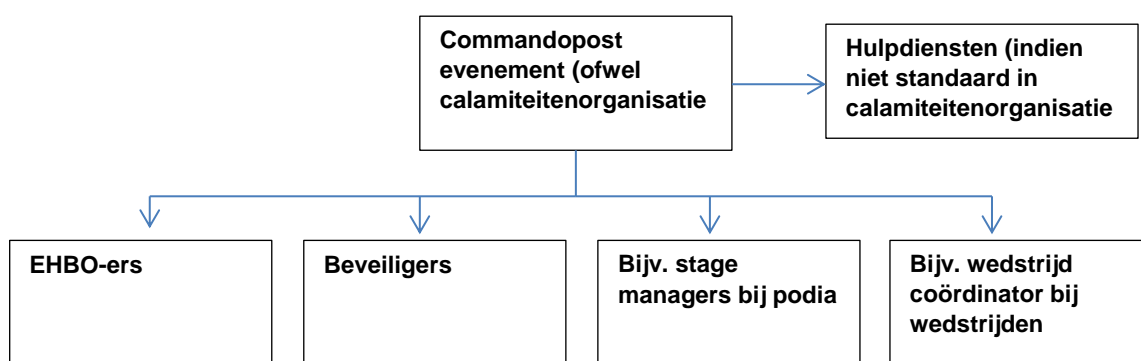 Commandopost
evenement (ofwel
calamiteitenorganisatie
Hulpdiensten (indien
niet standaard in
calamiteitenorganisatie
EHBO-ers
Beveiligers
Bijv. stage
managers bij podia
Bijv. wedstrijd
coördinator bij
wedstrijden